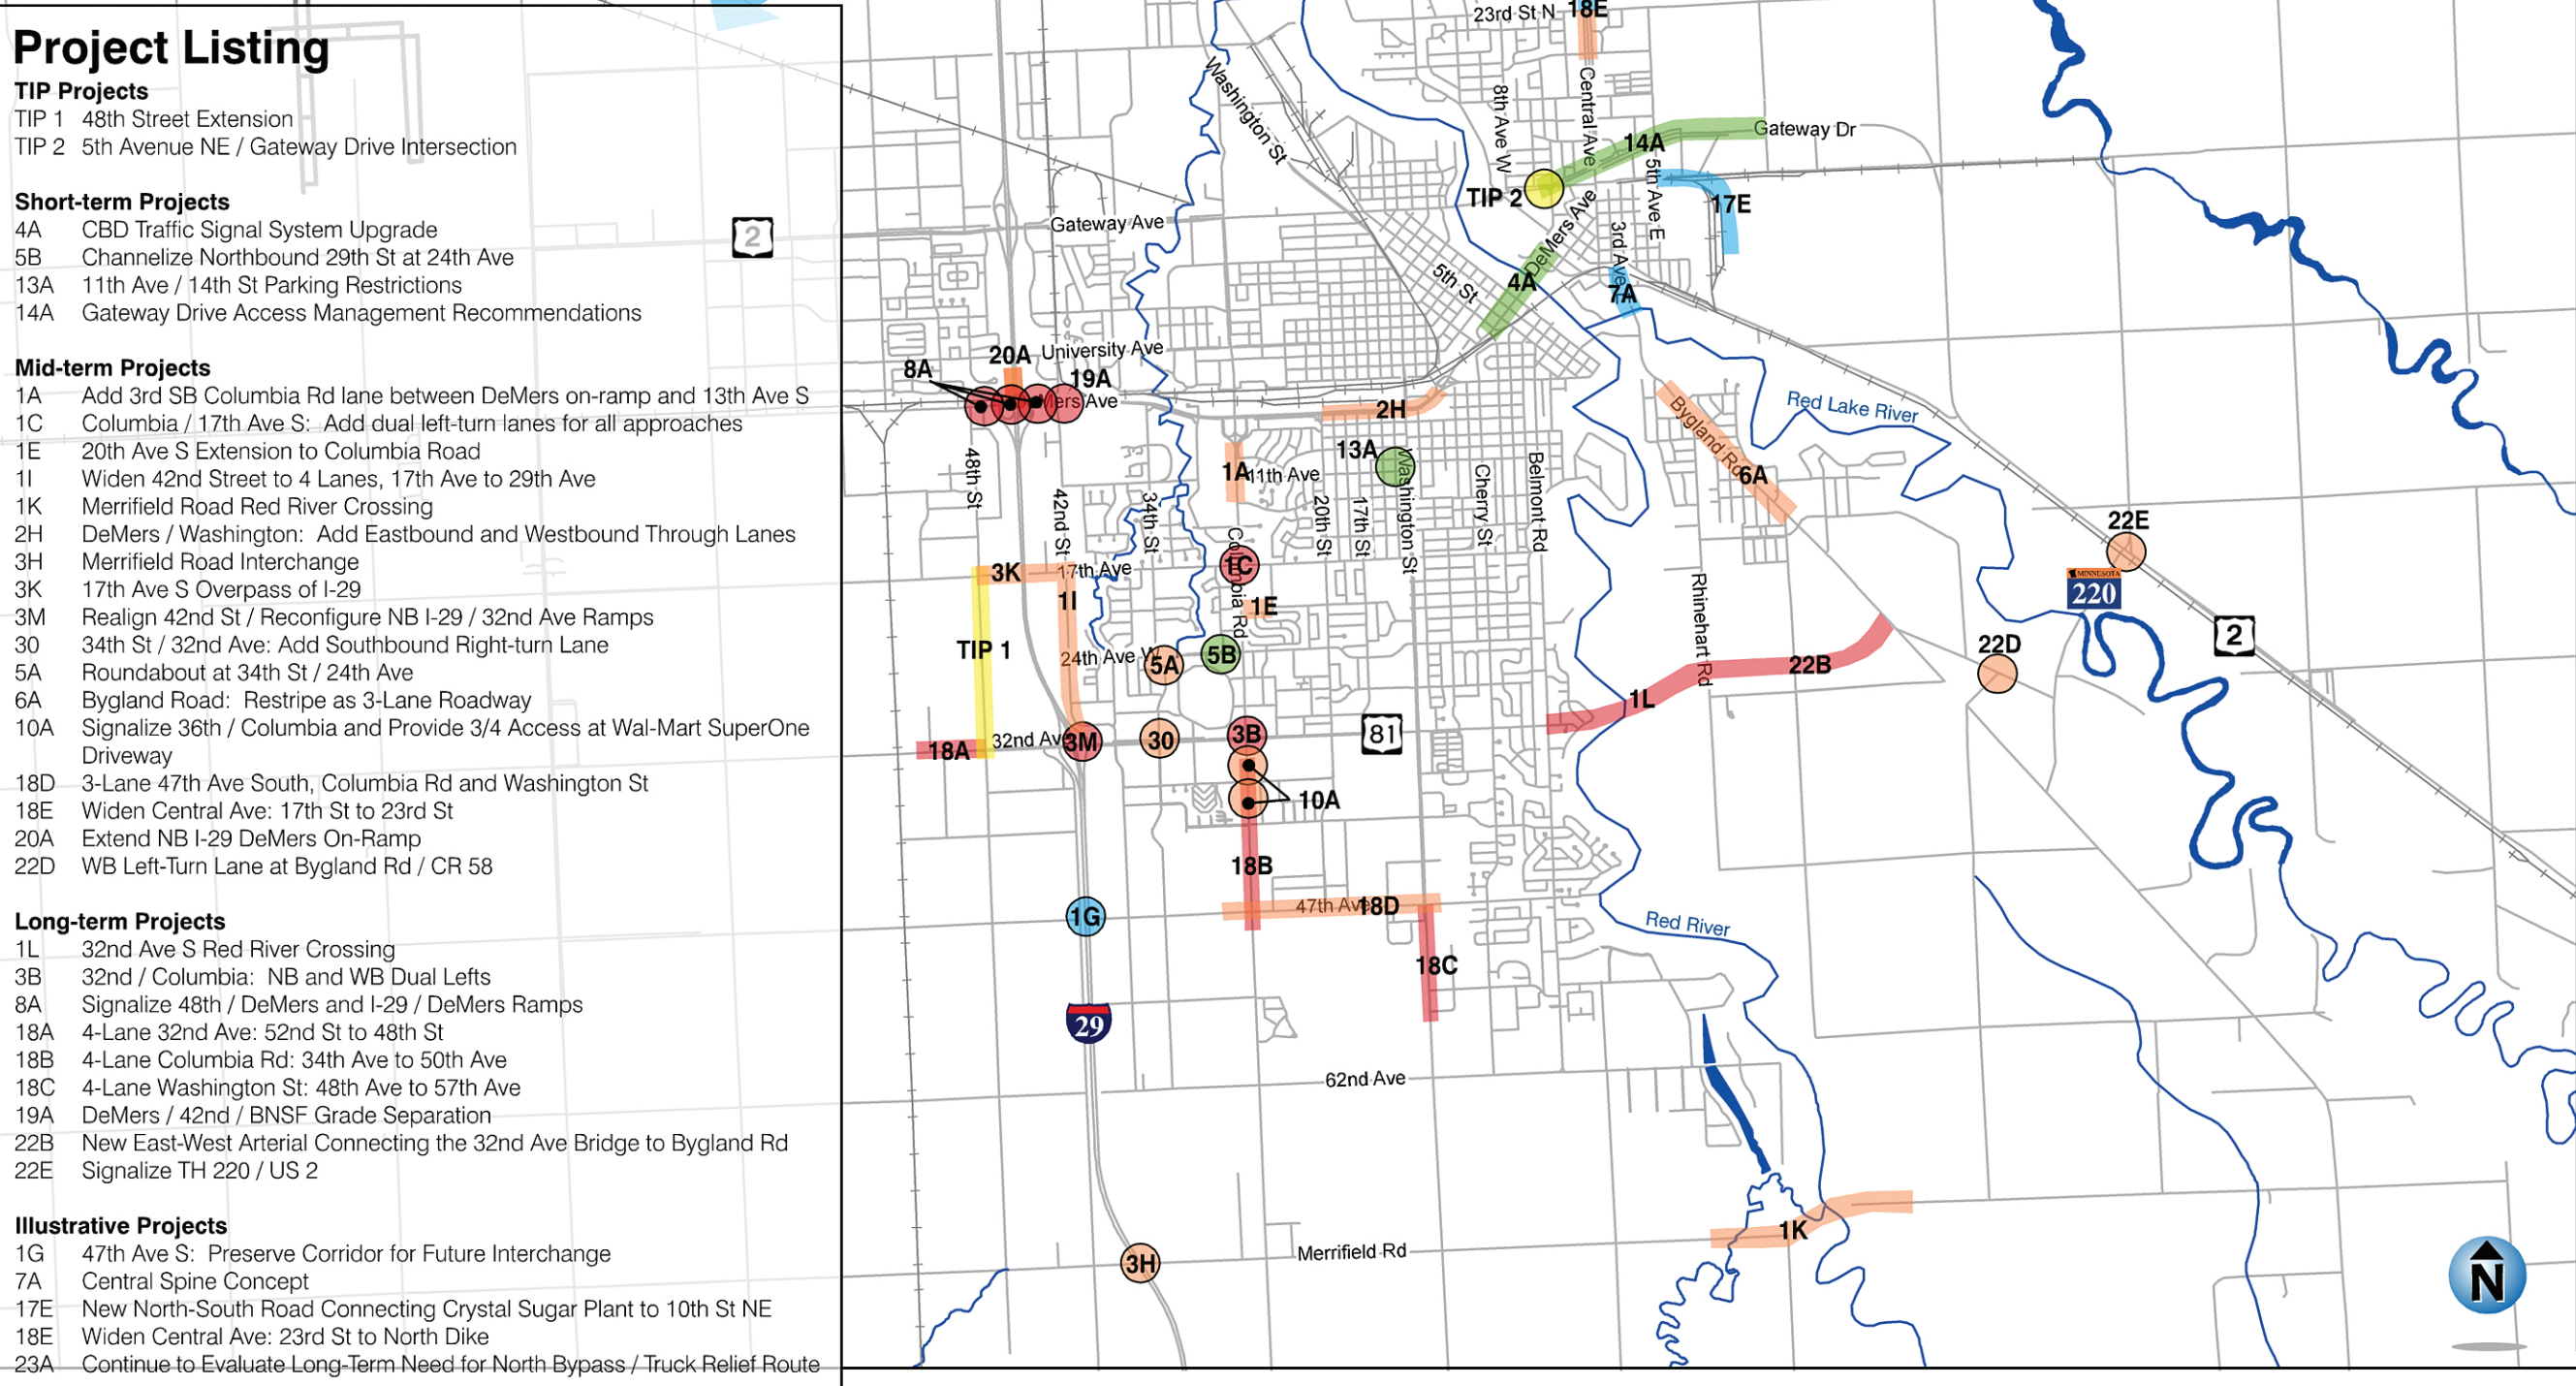 Project Listing
TIP Projects
TIP 1 48th Street Extension
TIP 2 5th Avenue NE / Gateway Drive Intersection
Short-term Projects
4A CBD Traffic Signal System Upgrade
5B Channelize Northbound 29th St at 24th Ave
13A 11th Ave / 14th St Parking Restrictions
14A Gateway Drive Access Management Recommendations
Mid-term Projects
1A Add 3rd SB Columbia Rd lane between DeMers on-ramp and 13th Ave S
1C Columbia / 17th Ave S: Add dual left-turn lanes for all approaches
1E 20th Ave S Extension to Columbia Road
1I Widen 42nd Street to 4 Lanes, 17th Ave to 29th Ave
1K Merrifield Road Red River Crossing
2H DeMers / Washington: Add Eastbound and Westbound Through Lanes
3H Merrifield Road Interchange
3K 17th Ave S Overpass of I-29
3M Realign 42nd St / Reconfigure NB I-29 / 32nd Ave Ramps
30 34th St / 32nd Ave: Add Southbound Right-turn Lane
5A Roundabout at 34th St / 24th Ave
6A Bygland Road: Restripe as 3-Lane Roadway
10A Signalize 36th / Columbia and Provide 3/4 Access at Wal-Mart SuperOne
Driveway
18D 3-Lane 47th Ave South, Columbia Rd and Washington St
18E Widen Central Ave: 17th St to 23rd St
20A Extend NB I-29 DeMers On-Ramp
22D WB Left-Turn Lane at Bygland Rd / CR 58
Long-term Projects
1L 32nd Ave S Red River Crossing
3B 32nd / Columbia: NB and WB Dual Lefts
8A Signalize 48th / DeMers and I-29 / DeMers Ramps
18A 4-Lane 32nd Ave: 52nd St to 48th St
18B 4-Lane Columbia Rd: 34th Ave to 50th Ave
18C 4-Lane Washington St: 48th Ave to 57th Ave
19A DeMers / 42nd / BNSF Grade Separation
22B New East-West Arterial Connecting the 32nd Ave Bridge to Bygland Rd
22E Signalize TH 220 / US 2
Illustrative Projects
1G 47th Ave S: Preserve Corridor for Future Interchange
7A Central Spine Concept
17E New North-South Road Connecting Crystal Sugar Plant to 10th St NE
18E Widen Central Ave: 23rd St to North Dike
23A Continue to Evaluate Long-Term Need for North Bypass / Truck Relief Route
2
23rd St N
18E
Washington St
8th Ave W
Central Ave
14A
Gateway Dr
TIP 2
5th Ave E
17E
DeMers Ave
3rd Ave
Gateway Ave
5th St
4A
7A
20A
University Ave
8A
19A
Mers Ave
2H
Red Lake River
Bygland Rd
6A
13A
1A
11th Ave
48th St
42nd St
34th St
20th St
17th St
Washington St
Cherry St
Belmont Rd
22E
MINNESOTA
220
2
3K
17th Ave
1C
Columbia Rd
1I
1E
Rhinehart Rd
TIP 1
24th Ave W
5A
5B
22B
22D
1L
18A
32nd Ave
3M
30
3B
81
10A
18B
47th Ave
18D
1G
Red River
18C
29
62nd Ave
1K
Merrifield Rd
3H
N